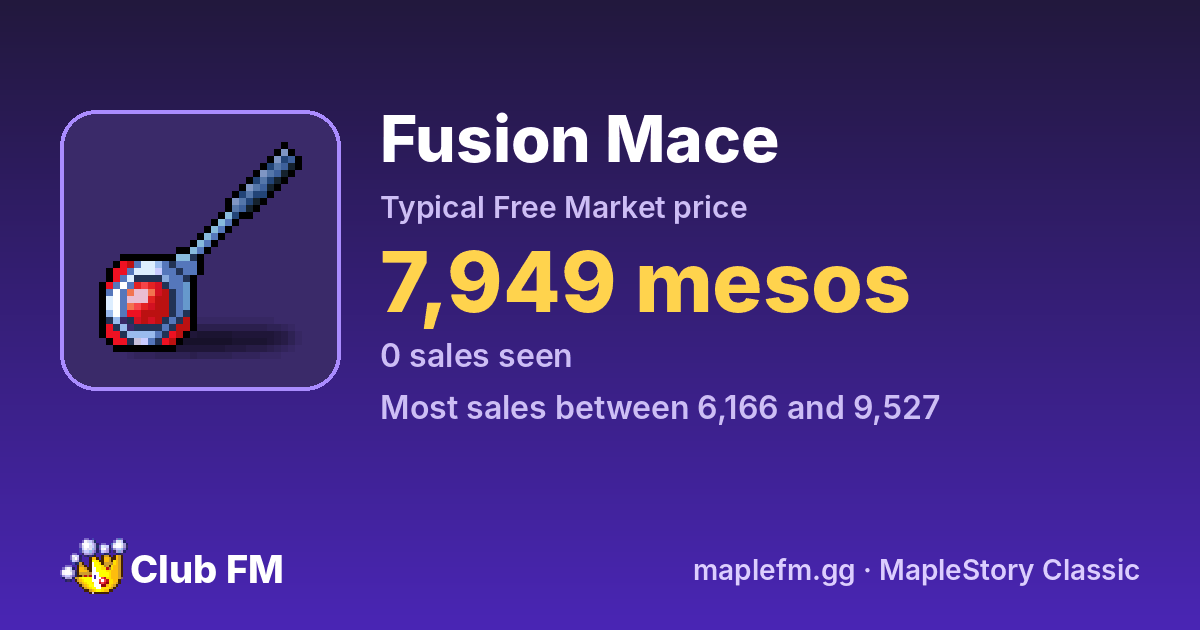 Fusion Mace
Typical Free Market price
7,949 mesos
0 sales seen
Most sales between 6,166 and 9,527
Club FM
maplefm.gg · MapleStory Classic